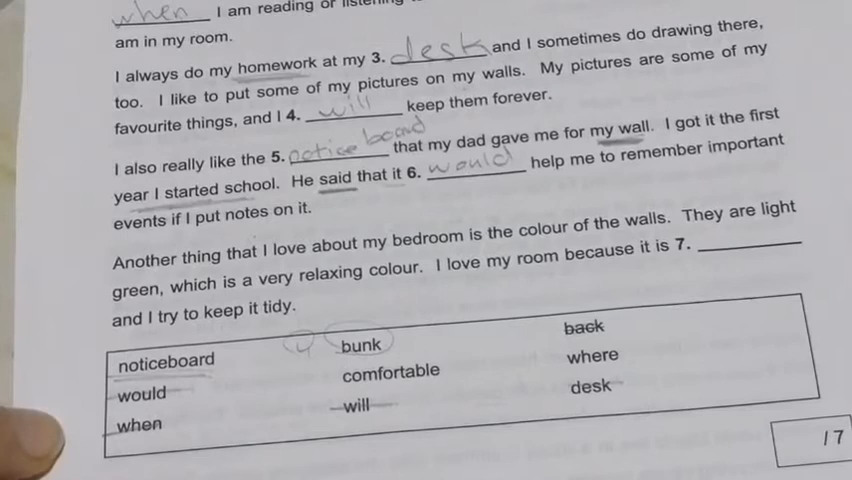 when I am reading or listening
am in my room.
I always do my homework at my 3. desk and I sometimes do drawing there,
too. I like to put some of my pictures on my walls. My pictures are some of my
favourite things, and I 4. will keep them forever.
I also really like the 5. notice board that my dad gave me for my wall. I got it the first
year I started school. He said that it 6. would help me to remember important
events if I put notes on it.
Another thing that I love about my bedroom is the colour of the walls. They are light
green, which is a very relaxing colour. I love my room because it is 7. __________
and I try to keep it tidy.
noticeboard bunk back
would comfortable where
when will desk
/7